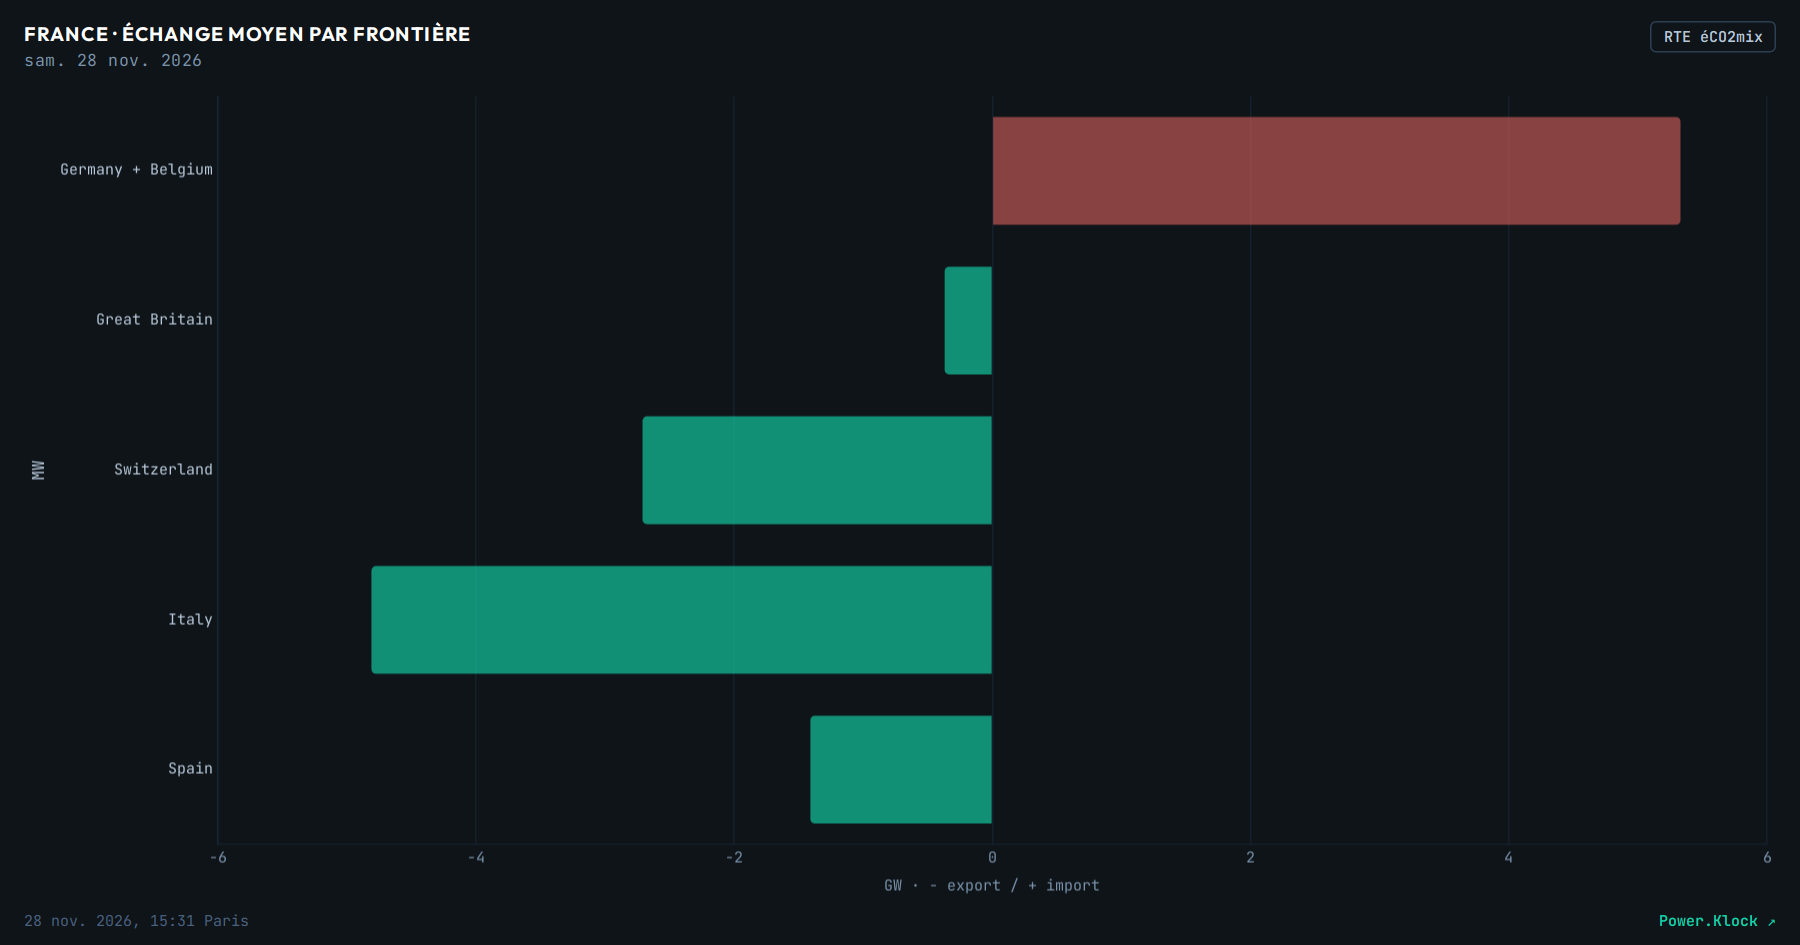 FRANCE · ÉCHANGE MOYEN PAR FRONTIÈRE
sam. 28 nov. 2026
RTE éCO2mix
Germany + Belgium
Great Britain
Switzerland
Italy
Spain
MW
-6 -4 -2 0 2 4 6
GW · - export / + import
28 nov. 2026, 15:31 Paris
Power.Klock ↗